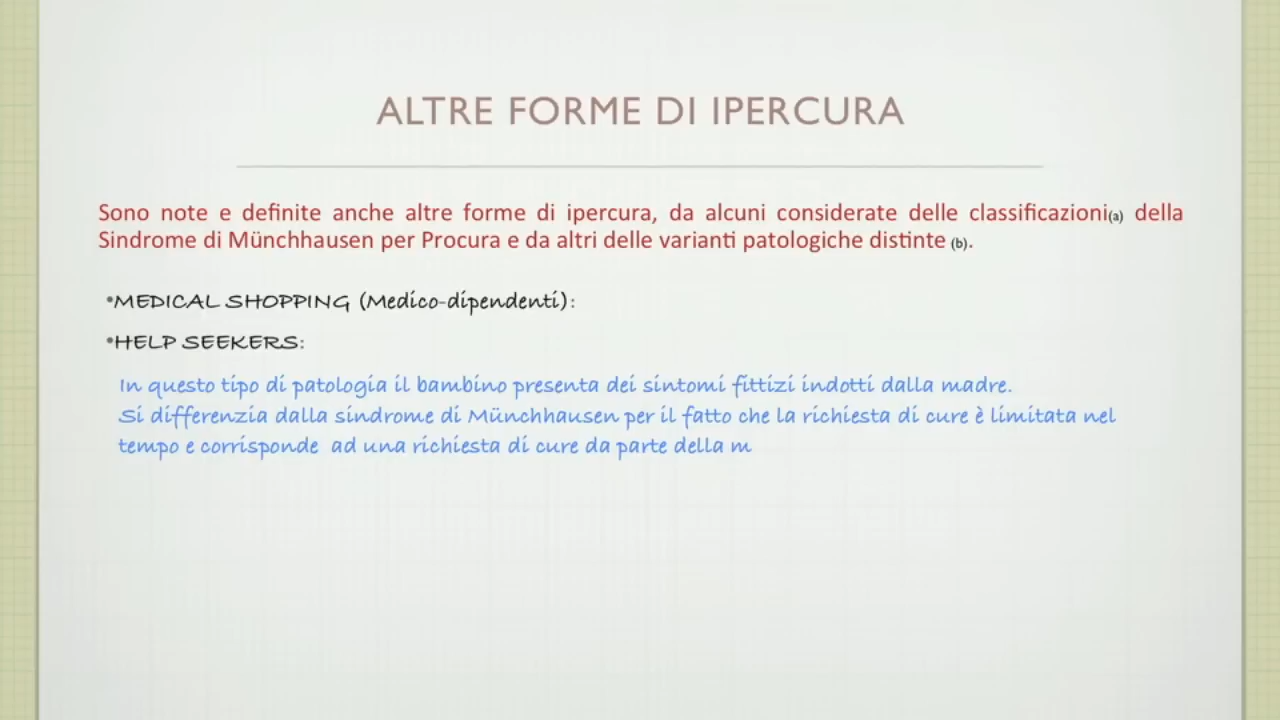 ALTRE FORME DI IPERCURA
Sono note e definite anche altre forme di ipercura, da alcuni considerate delle classificazioni(a) della
Sindrome di Münchhausen per Procura e da altri delle varianti patologiche distinte (b).
•MEDICAL SHOPPING (Medico-dipendenti):
•HELP SEEKERS:
In questo tipo di patologia il bambino presenta dei sintomi fittizi indotti dalla madre.
Si differenzia dalla sindrome di Münchhausen per il fatto che la richiesta di cure è limitata nel
tempo e corrisponde ad una richiesta di cure da parte della m